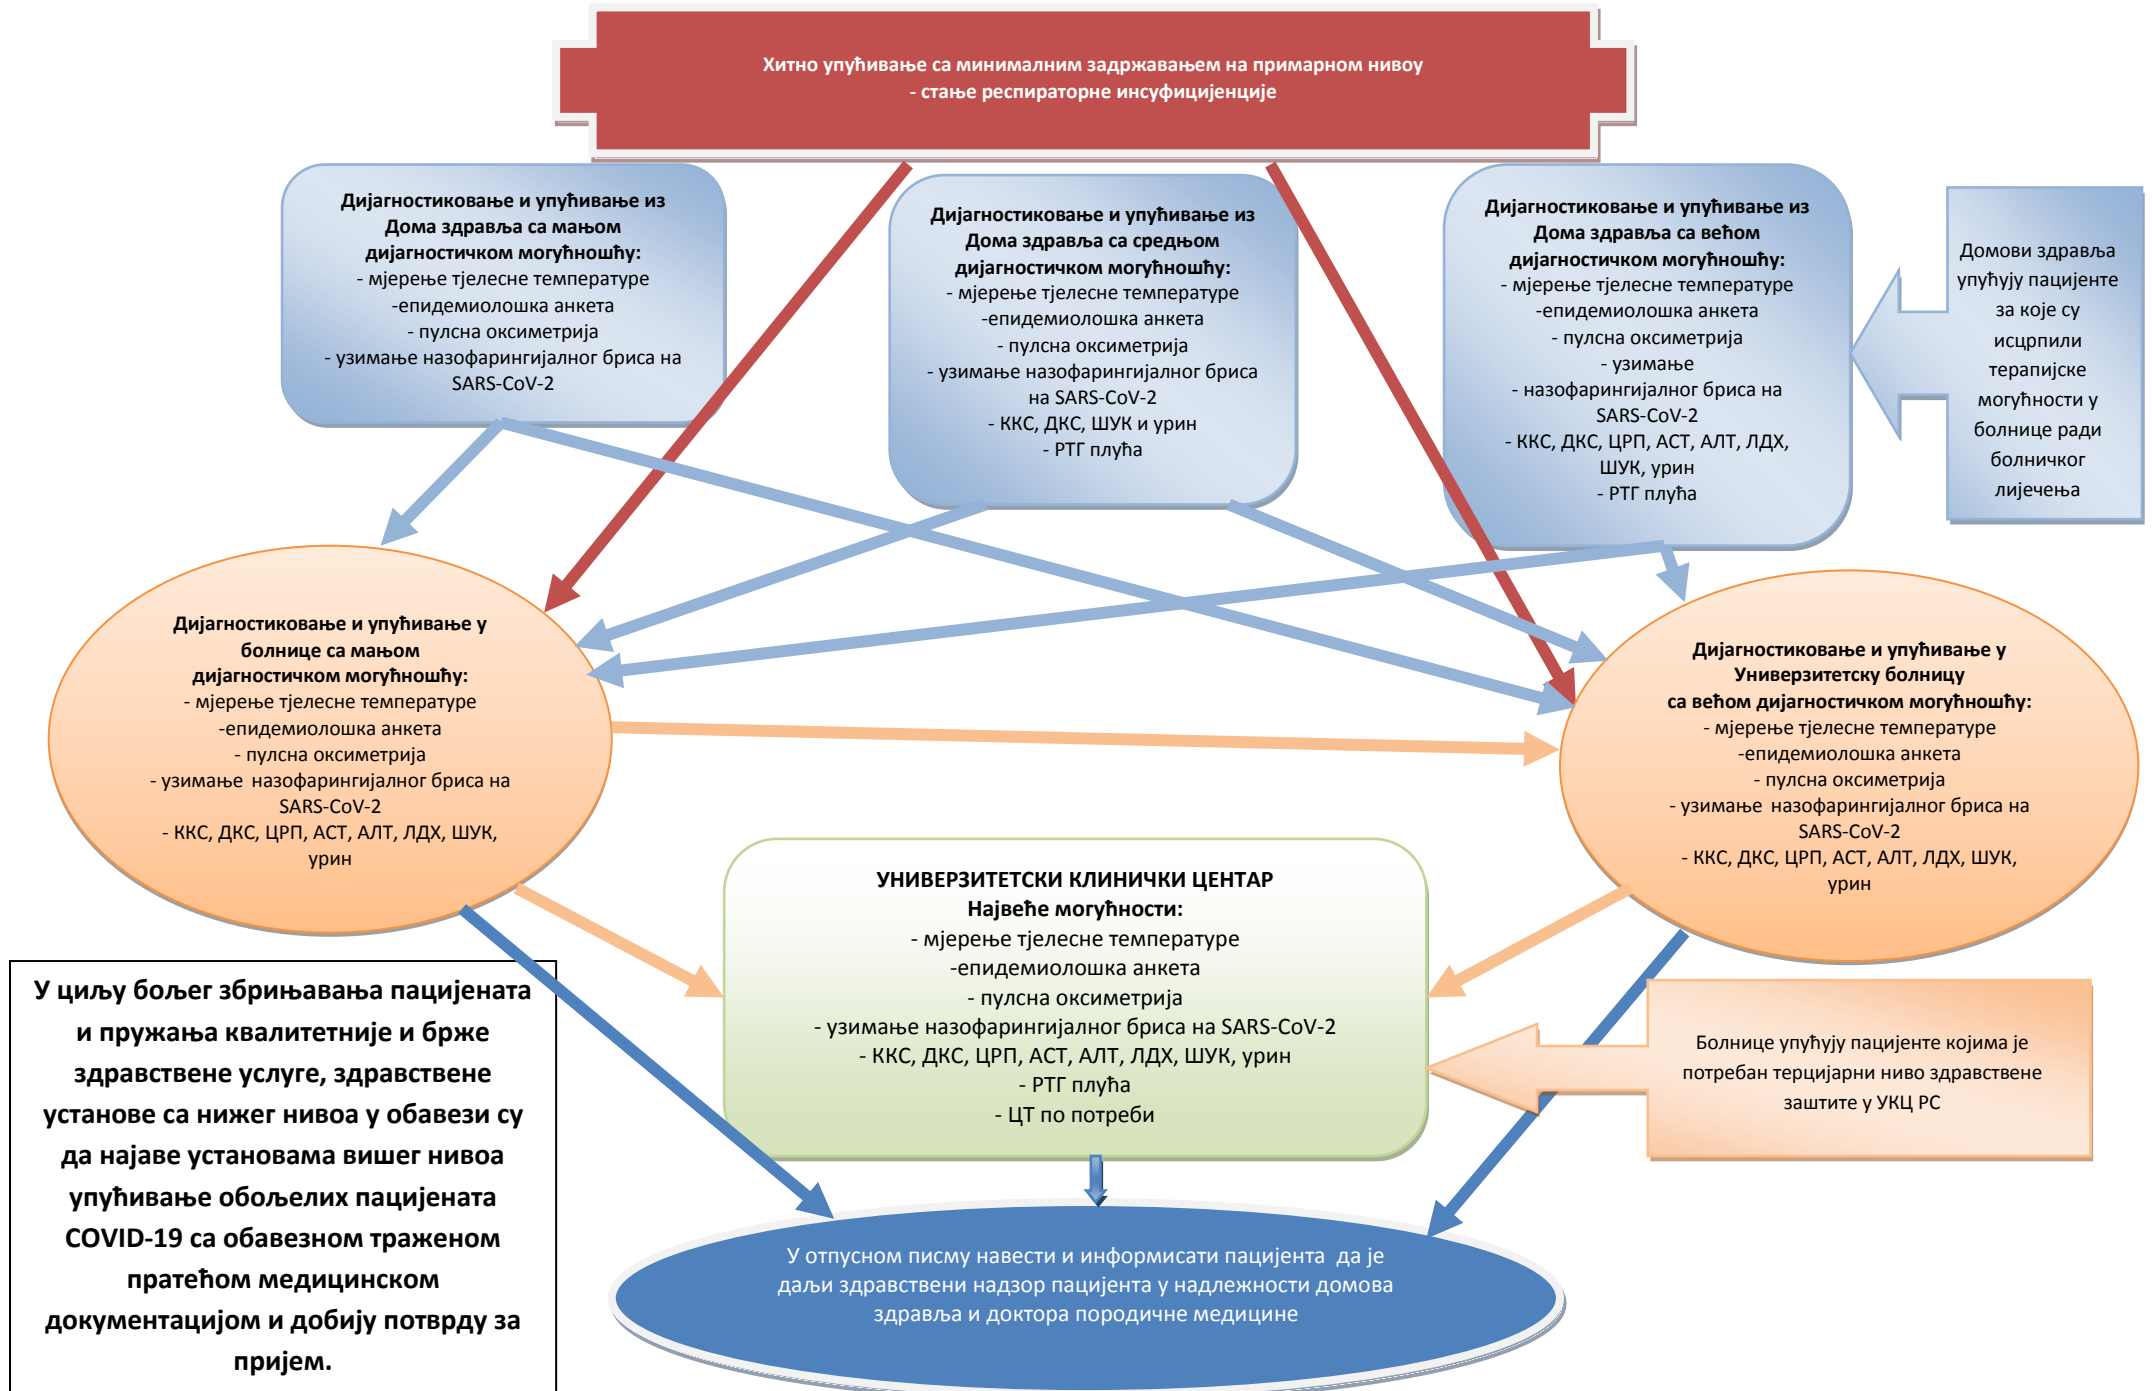 Хитно упућивање са минималним задржавањем на примарном нивоу
- стање респираторне инсуфицијенције
Дијагностиковање и упућивање из
Дома здравља са мањом
дијагностичком могућношћу:
- мјерење тјелесне температуре
-епидемиолошка анкета
- пулсна оксиметрија
- узимање назофарингијалног бриса на
SARS-CoV-2
Дијагностиковање и упућивање из
Дома здравља са средњом
дијагностичком могућношћу:
- мјерење тјелесне температуре
-епидемиолошка анкета
- пулсна оксиметрија
- узимање назофарингијалног бриса
на SARS-CoV-2
- ККС, ДКС, ШУК и урин
- РТГ плућа
Дијагностиковање и упућивање из
Дома здравља са већом
дијагностичком могућношћу:
- мјерење тјелесне температуре
-епидемиолошка анкета
- пулсна оксиметрија
- узимање
- назофарингијалног бриса на
SARS-CoV-2
- ККС, ДКС, ЦРП, АСТ, АЛТ, ЛДХ,
ШУК, урин
- РТГ плућа
Домови здравља
упућују пацијенте
за које су
исцрпили
терапијске
могућности у
болнице ради
болничког
лијечења
Дијагностиковање и упућивање у
болнице са мањом
дијагностичком могућношћу:
- мјерење тјелесне температуре
-епидемиолошка анкета
- пулсна оксиметрија
- узимање назофарингијалног бриса на
SARS-CoV-2
- ККС, ДКС, ЦРП, АСТ, АЛТ, ЛДХ, ШУК,
урин
Дијагностиковање и упућивање у
Универзитетску болницу
са већом дијагностичком могућношћу:
- мјерење тјелесне температуре
-епидемиолошка анкета
- пулсна оксиметрија
- узимање назофарингијалног бриса на
SARS-CoV-2
- ККС, ДКС, ЦРП, АСТ, АЛТ, ЛДХ, ШУК,
урин
УНИВЕРЗИТЕТСКИ КЛИНИЧКИ ЦЕНТАР
Највеће могућности:
- мјерење тјелесне температуре
-епидемиолошка анкета
- пулсна оксиметрија
- узимање назофарингијалног бриса на SARS-CoV-2
- ККС, ДКС, ЦРП, АСТ, АЛТ, ЛДХ, ШУК, урин
- РТГ плућа
- ЦТ по потреби
Болнице упућују пацијенте којима је
потребан терцијарни ниво здравствене
заштите у УКЦ РС
У циљу бољег збрињавања пацијената
и пружања квалитетније и брже
здравствене услуге, здравствене
установе са нижег нивоа у обавези су
да најаве установама вишег нивоа
упућивање обољелих пацијената
COVID-19 са обавезном траженом
пратећом медицинском
документацијом и добију потврду за
пријем.
У отпусном писму навести и информисати пацијента да је
даљи здравствени надзор пацијента у надлежности домова
здравља и доктора породичне медицине